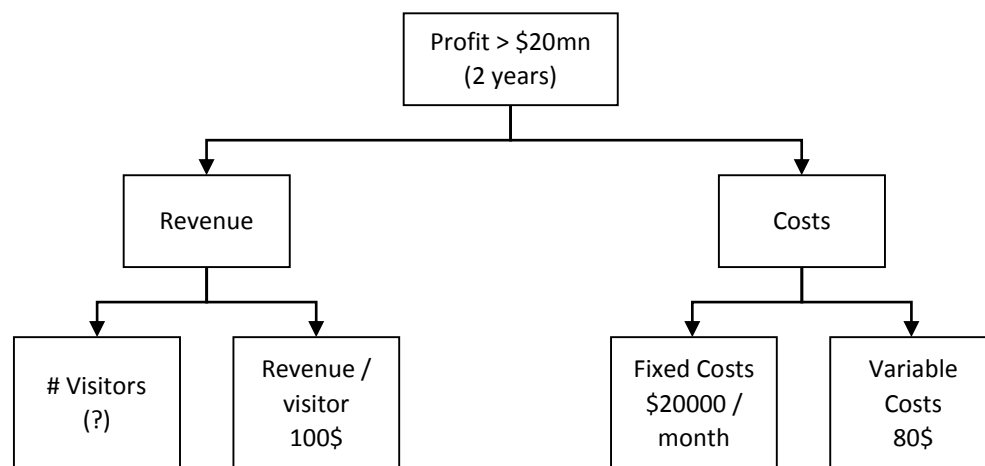 Profit > $20mn
(2 years)
Revenue
Costs
# Visitors
(?)
Revenue /
visitor
100$
Fixed Costs
$20000 /
month
Variable
Costs
80$